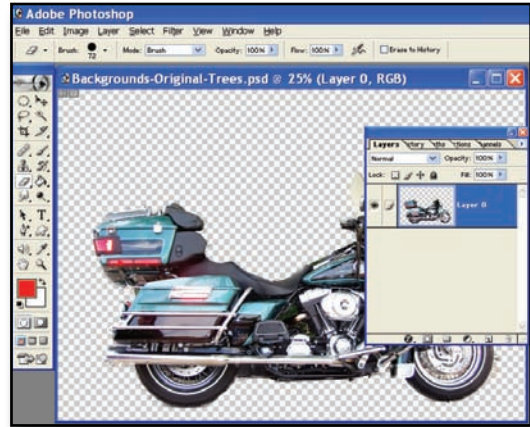 Adobe Photoshop
File Edit Image Layer Select Filter View Window Help
Brush: 72 Mode: Brush Opacity: 100% Flow: 100% Erase to History
Backgrounds-Original-Trees.psd @ 25% (Layer 0, RGB)
Layers
Normal Opacity: 100%
Lock: Fill: 100%
Layer 0
T